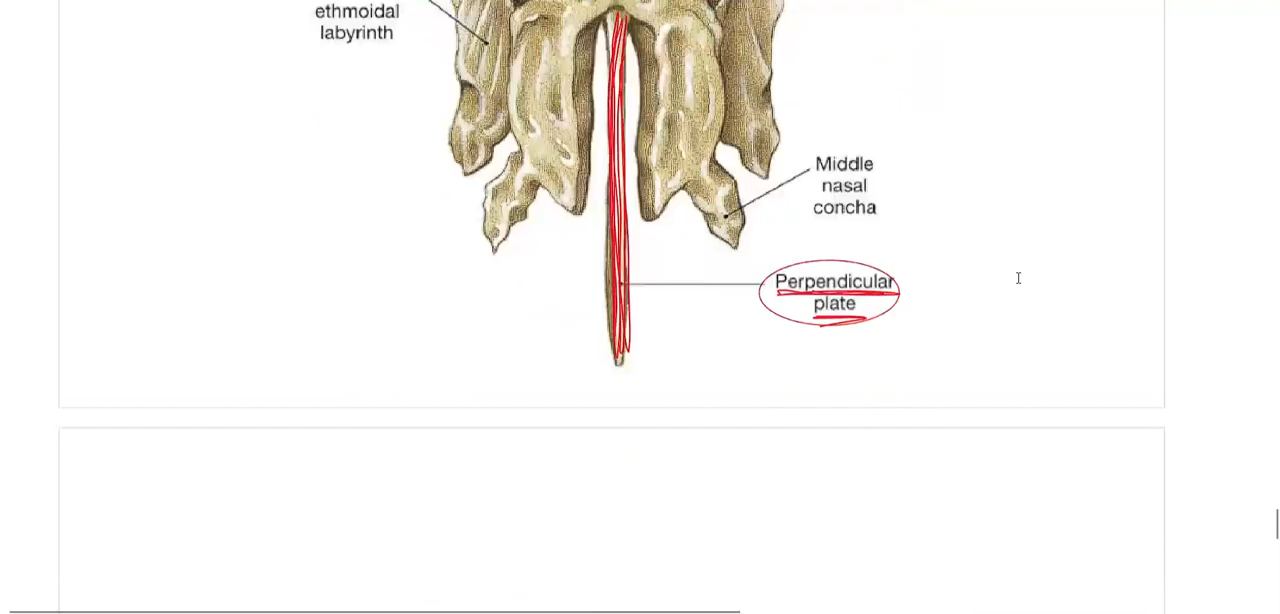 ethmoidal
labyrinth
Middle
nasal
concha
Perpendicular
plate